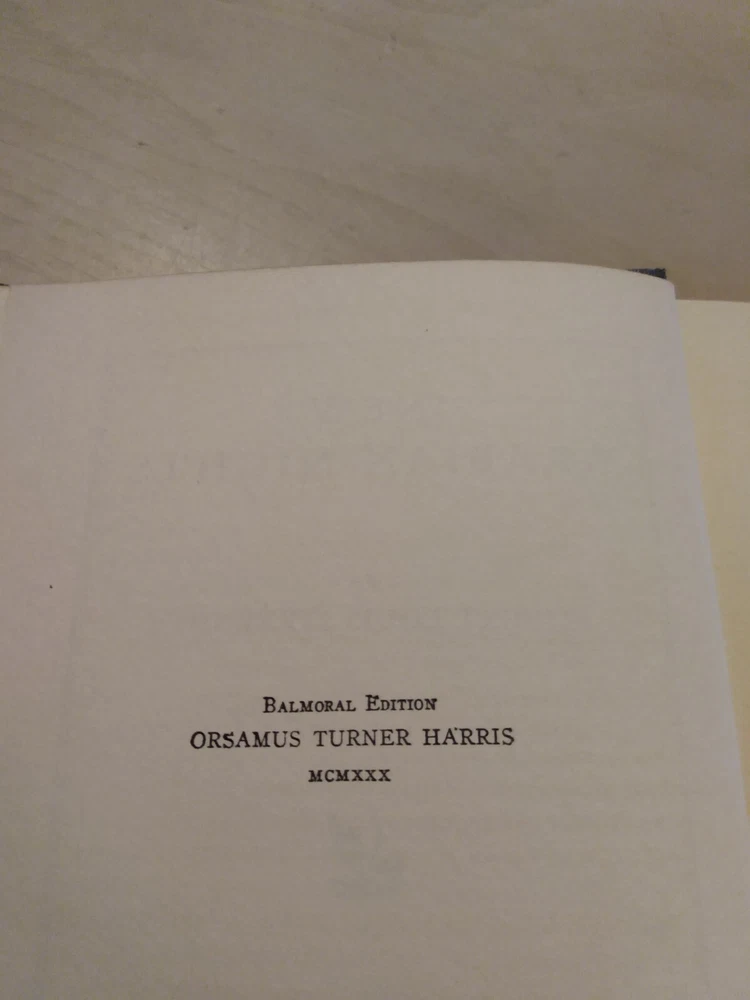 Balmoral Edition
ORSAMUS TURNER HARRIS
MCMXXX